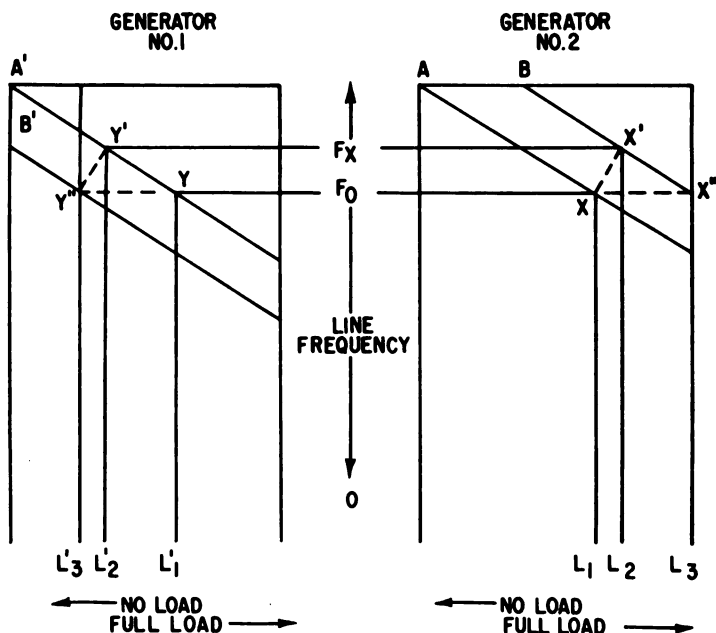 GENERATOR
NO.1
GENERATOR
NO.2
A'
A
B
B'
Y'
FX
X'
Y"
Y
FO
X
X"
LINE
FREQUENCY
O
L'3
L'2
L'1
L1
L2
L3
NO LOAD
FULL LOAD
NO LOAD
FULL LOAD